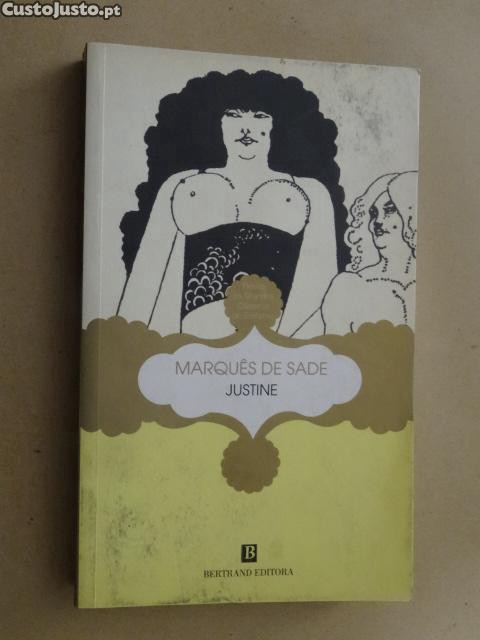 CustoJusto.pt
MARQUÊS DE SADE
JUSTINE
B
BERTRAND EDITORA